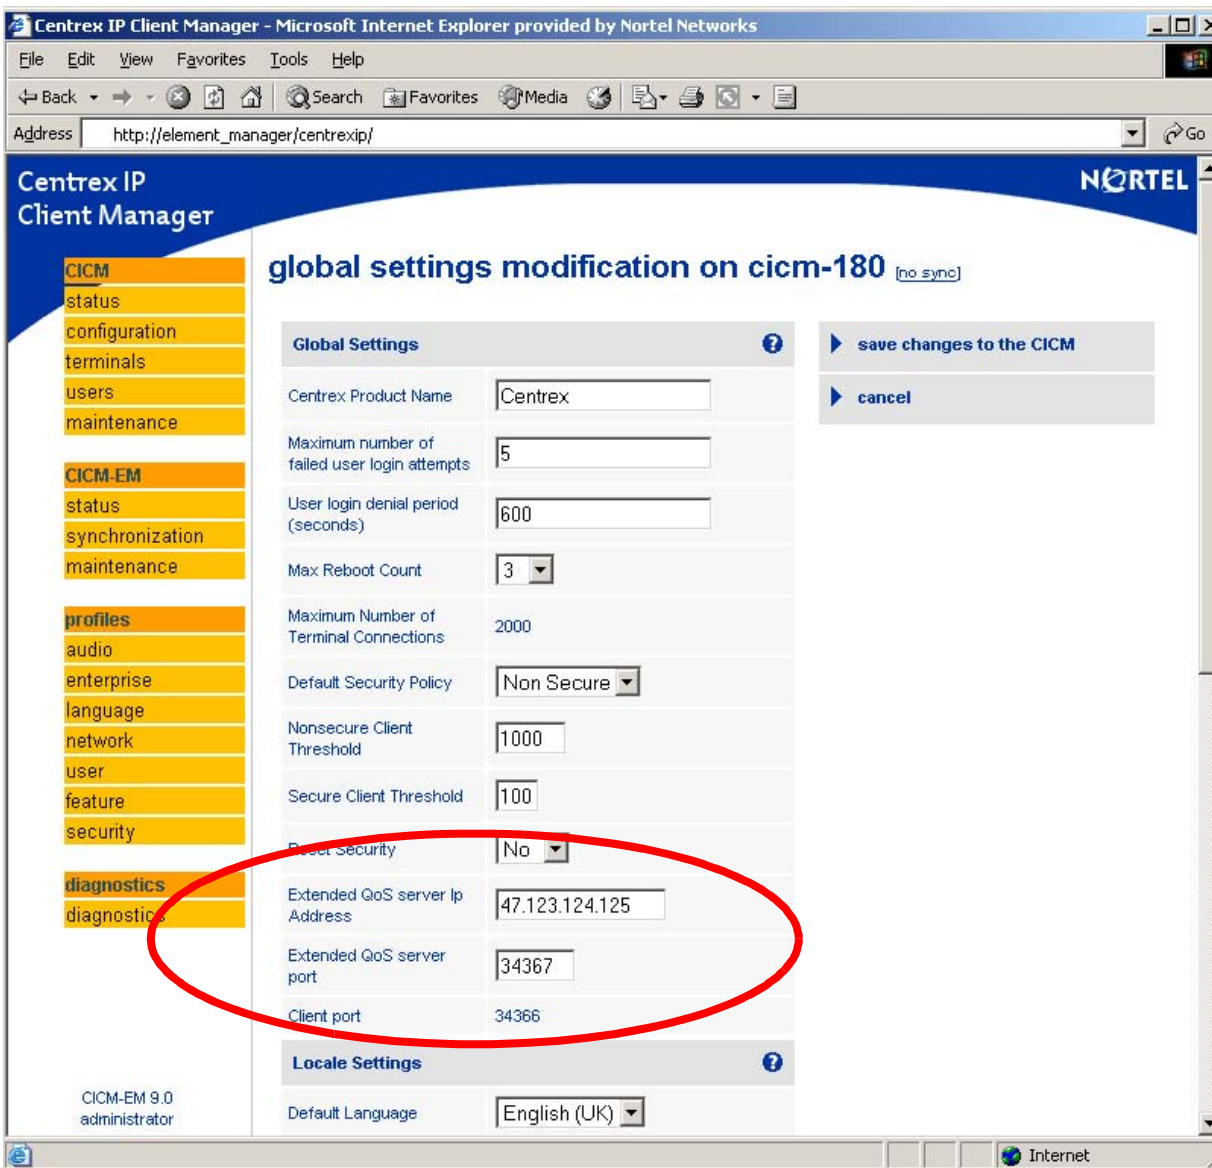 Centrex IP Client Manager - Microsoft Internet Explorer provided by Nortel Networks
File Edit View Favorites Tools Help
Back Search Favorites Media
Address http://element_manager/centrexip/ Go
Centrex IP
Client Manager
NORTEL
CICM
status
configuration
terminals
users
maintenance
CICM-EM
status
synchronization
maintenance
profiles
audio
enterprise
language
network
user
feature
security
diagnostics
diagnostics
CICM-EM 9.0
administrator
global settings modification on cicm-180 [no sync]
Global Settings
Centrex Product Name Centrex
Maximum number of
failed user login attempts 5
User login denial period
(seconds) 600
Max Reboot Count 3
Maximum Number of
Terminal Connections 2000
Default Security Policy Non Secure
Nonsecure Client
Threshold 1000
Secure Client Threshold 100
Reset Security No
Extended QoS server Ip
Address 47.123.124.125
Extended QoS server
port 34367
Client port 34366
Locale Settings
Default Language English (UK)
save changes to the CICM
cancel
Internet